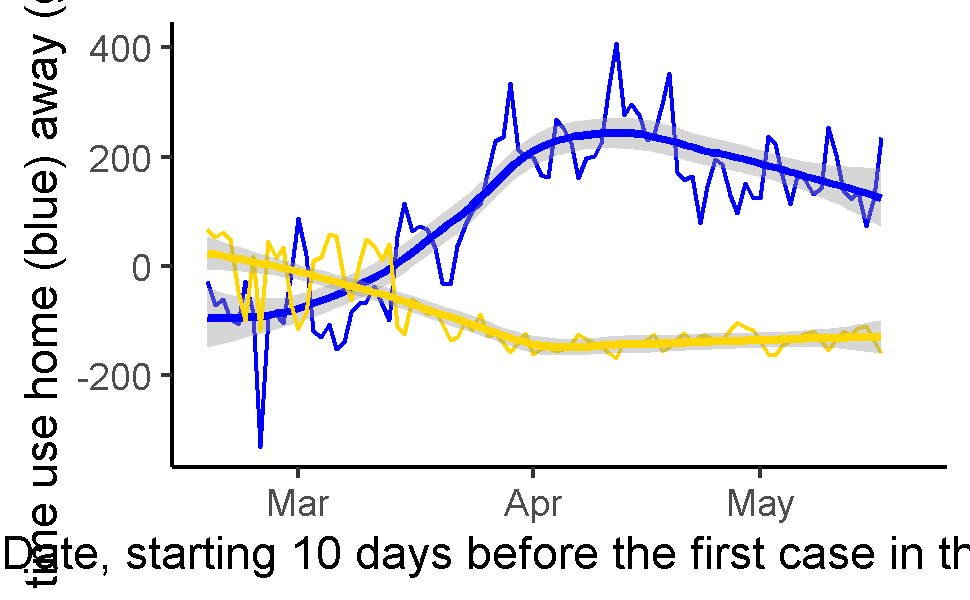 time use home (blue) away (
400
200
0
-200
Mar Apr May
Date, starting 10 days before the first case in th